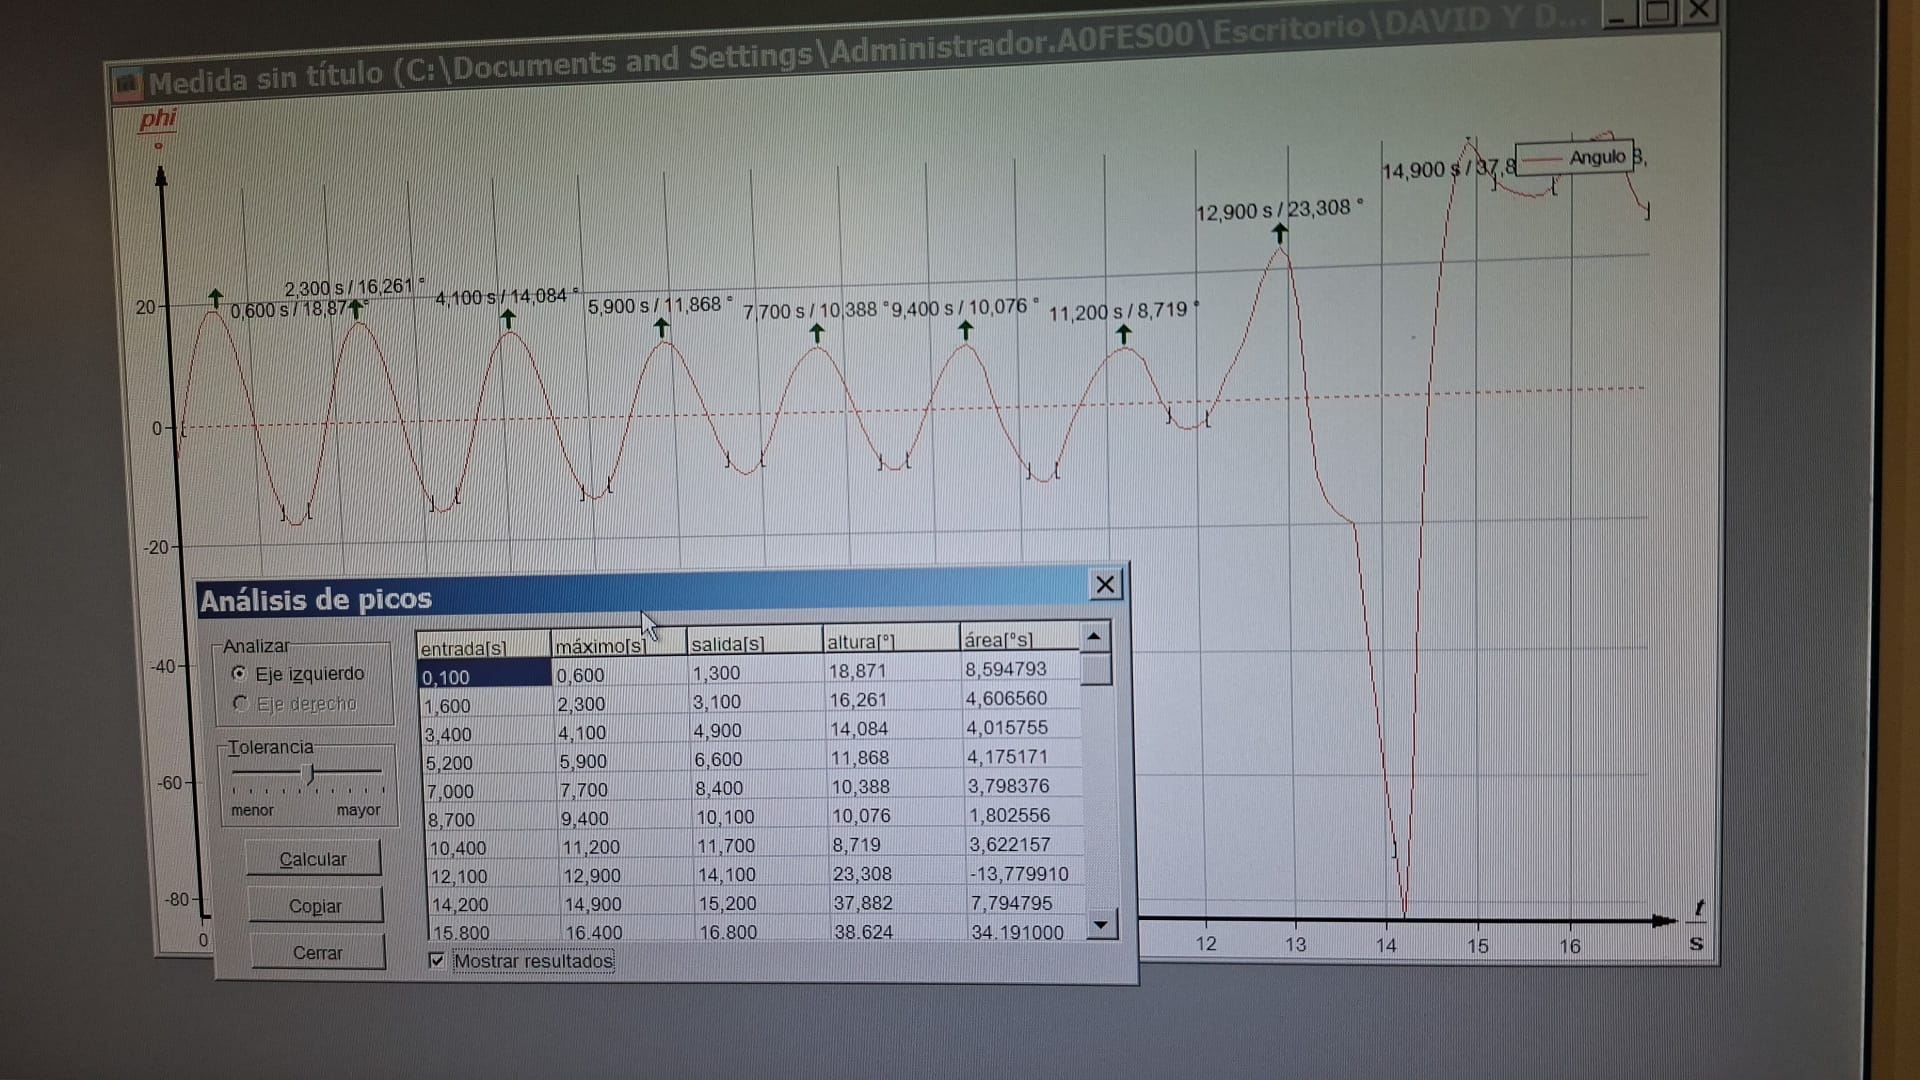 Medida sin título (C:\Documents and Settings\Administrador.A0FES00\Escritorio\DAVID Y D...
phi
°
14,900 s / 37,8
Angulo
3,
12,900 s / 23,308 °
2,300 s / 16,261 °
4,100 s / 14,084 °
0,600 s / 18,871 °
5,900 s / 11,868 °
7,700 s / 10,388 °
9,400 s / 10,076 °
11,200 s / 8,719 °
20
0
-20
-40
-60
-80
Análisis de picos
Analizar
Eje izquierdo
Eje derecho
Tolerancia
menor mayor
Calcular
Copiar
Cerrar
entrada[s] máximo[s] salida[s] altura[°] área[°s]
0,100 0,600 1,300 18,871 8,594793
1,600 2,300 3,100 16,261 4,606560
3,400 4,100 4,900 14,084 4,015755
5,200 5,900 6,600 11,868 4,175171
7,000 7,700 8,400 10,388 3,798376
8,700 9,400 10,100 10,076 1,802556
10,400 11,200 11,700 8,719 3,622157
12,100 12,900 14,100 23,308 -13,779910
14,200 14,900 15,200 37,882 7,794795
15,800 16,400 16,800 38,624 34,191000
Mostrar resultados
0 12 13 14 15 16
t
s